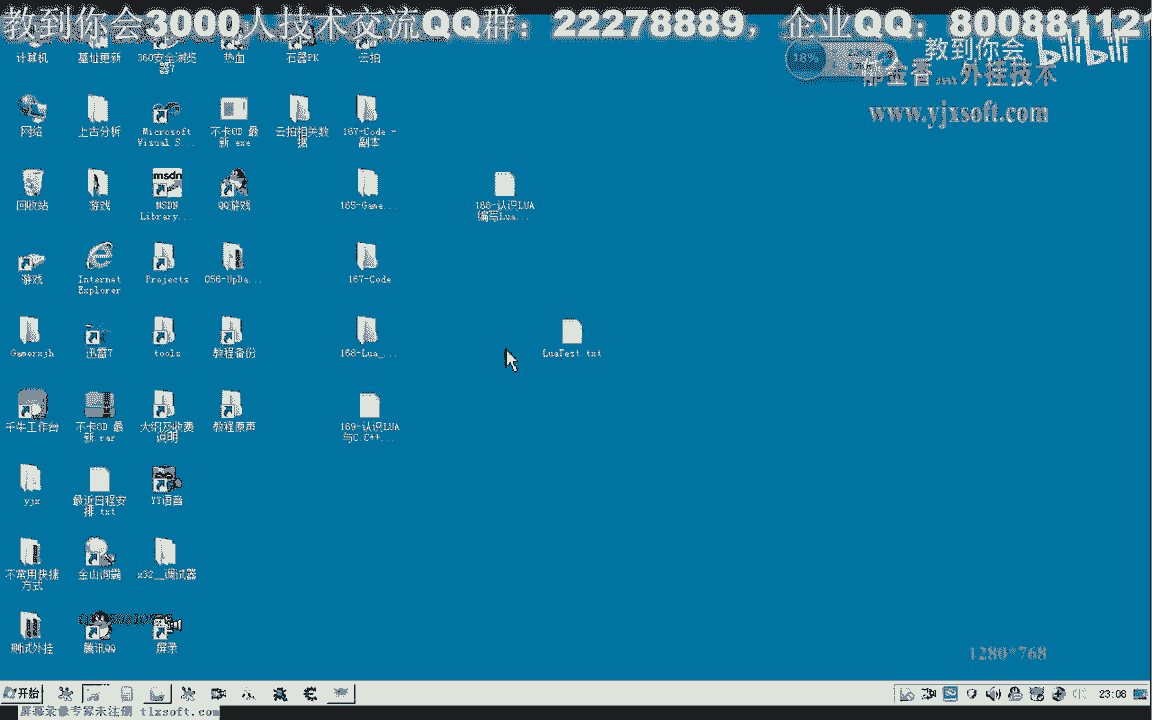 教到你会3000人技术交流QQ群：22278889，企业QQ：800881121
教到你会 bilibili
郁金香灬外挂技术
www.yjxsoft.com
计算机
基址更新
360安全浏览器7
热血
石器PK
云拍
网络
上古分析
Microsoft Visual S...
不卡CD 最新.exe
云拍相关数据
167-Code - 副本
回收站
游戏
MSDN Library...
QQ游戏
165-Game...
168-认识LUA编写Lua...
游戏
Internet Explorer
Projects
056-UpDa...
167-Code
Gamerxjh
迅雷7
tools
教程备份
168-Lua_...
LuaTest.txt
千牛工作台
不卡CD 最新.rar
大纲及收费说明
教程原声
169-认识LUA与C.C++...
yjx
最近日程安排.txt
YY语音
不常用快捷方式
金山词霸
x32__调试器
测试外挂
腾讯QQ
屏录
1280*768
开始
23:08
屏幕录像专家未注册 tlxsoft.com